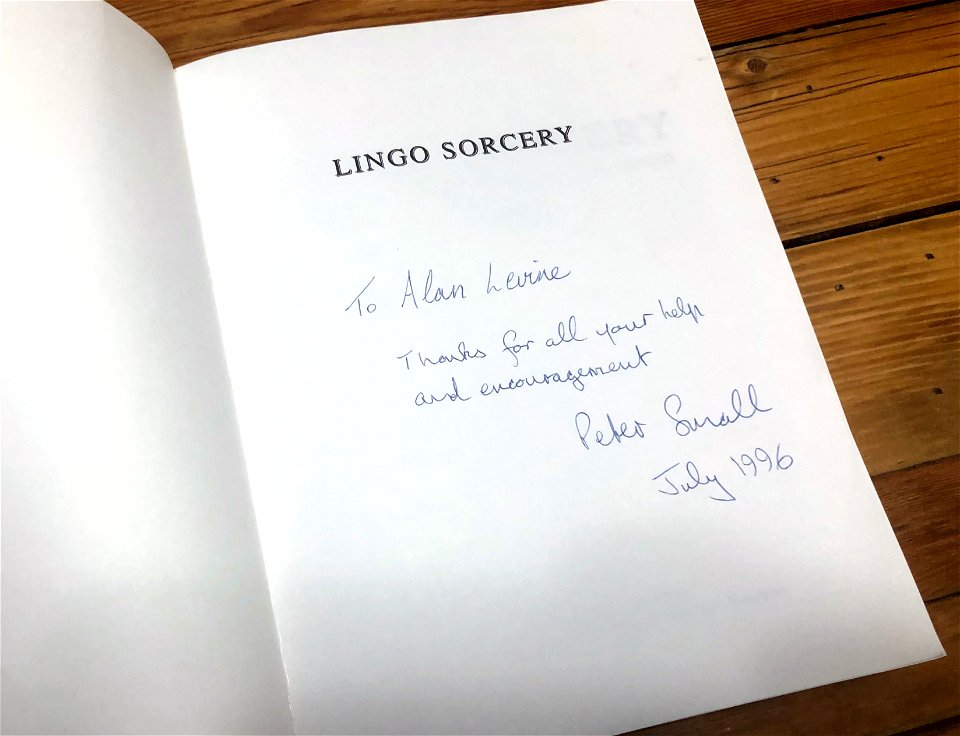 LINGO SORCERY
To Alan Levine
Thanks for all your help
and encouragement
Peter Small
July 1996